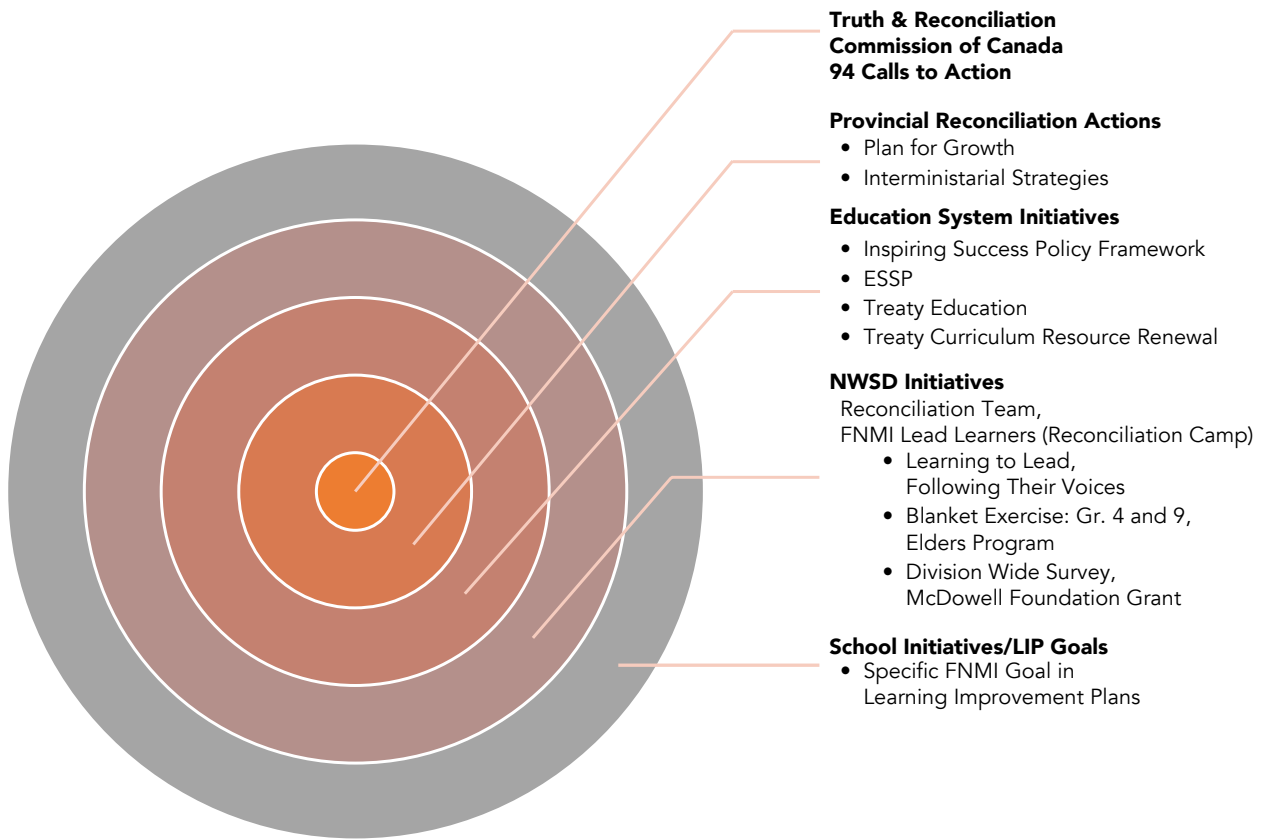 Truth & Reconciliation
Commission of Canada
94 Calls to Action
Provincial Reconciliation Actions
• Plan for Growth
• Interministarial Strategies
Education System Initiatives
• Inspiring Success Policy Framework
• ESSP
• Treaty Education
• Treaty Curriculum Resource Renewal
NWSD Initiatives
Reconciliation Team,
FNMI Lead Learners (Reconciliation Camp)
• Learning to Lead,
Following Their Voices
• Blanket Exercise: Gr. 4 and 9,
Elders Program
• Division Wide Survey,
McDowell Foundation Grant
School Initiatives/LIP Goals
• Specific FNMI Goal in
Learning Improvement Plans